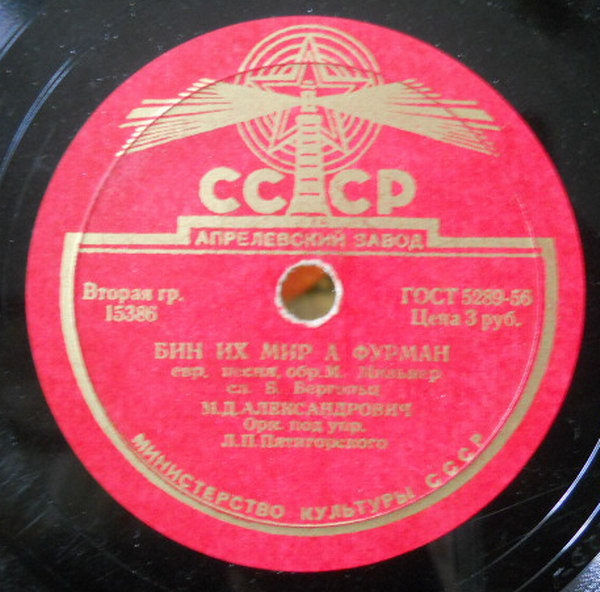 СССР
АПРЕЛЕВСКИЙ ЗАВОД
Вторая гр.
15386
ГОСТ 5289-56
Цена 3 руб.
БИН ИХ МИР А ФУРМАН
евр. песня, обр. М. Мильнер
сл. Б. Бергольц
М.Д.АЛЕКСАНДРОВИЧ
Орк. под упр.
Л.П.Пятигорского
МИНИСТЕРСТВО КУЛЬТУРЫ СССР